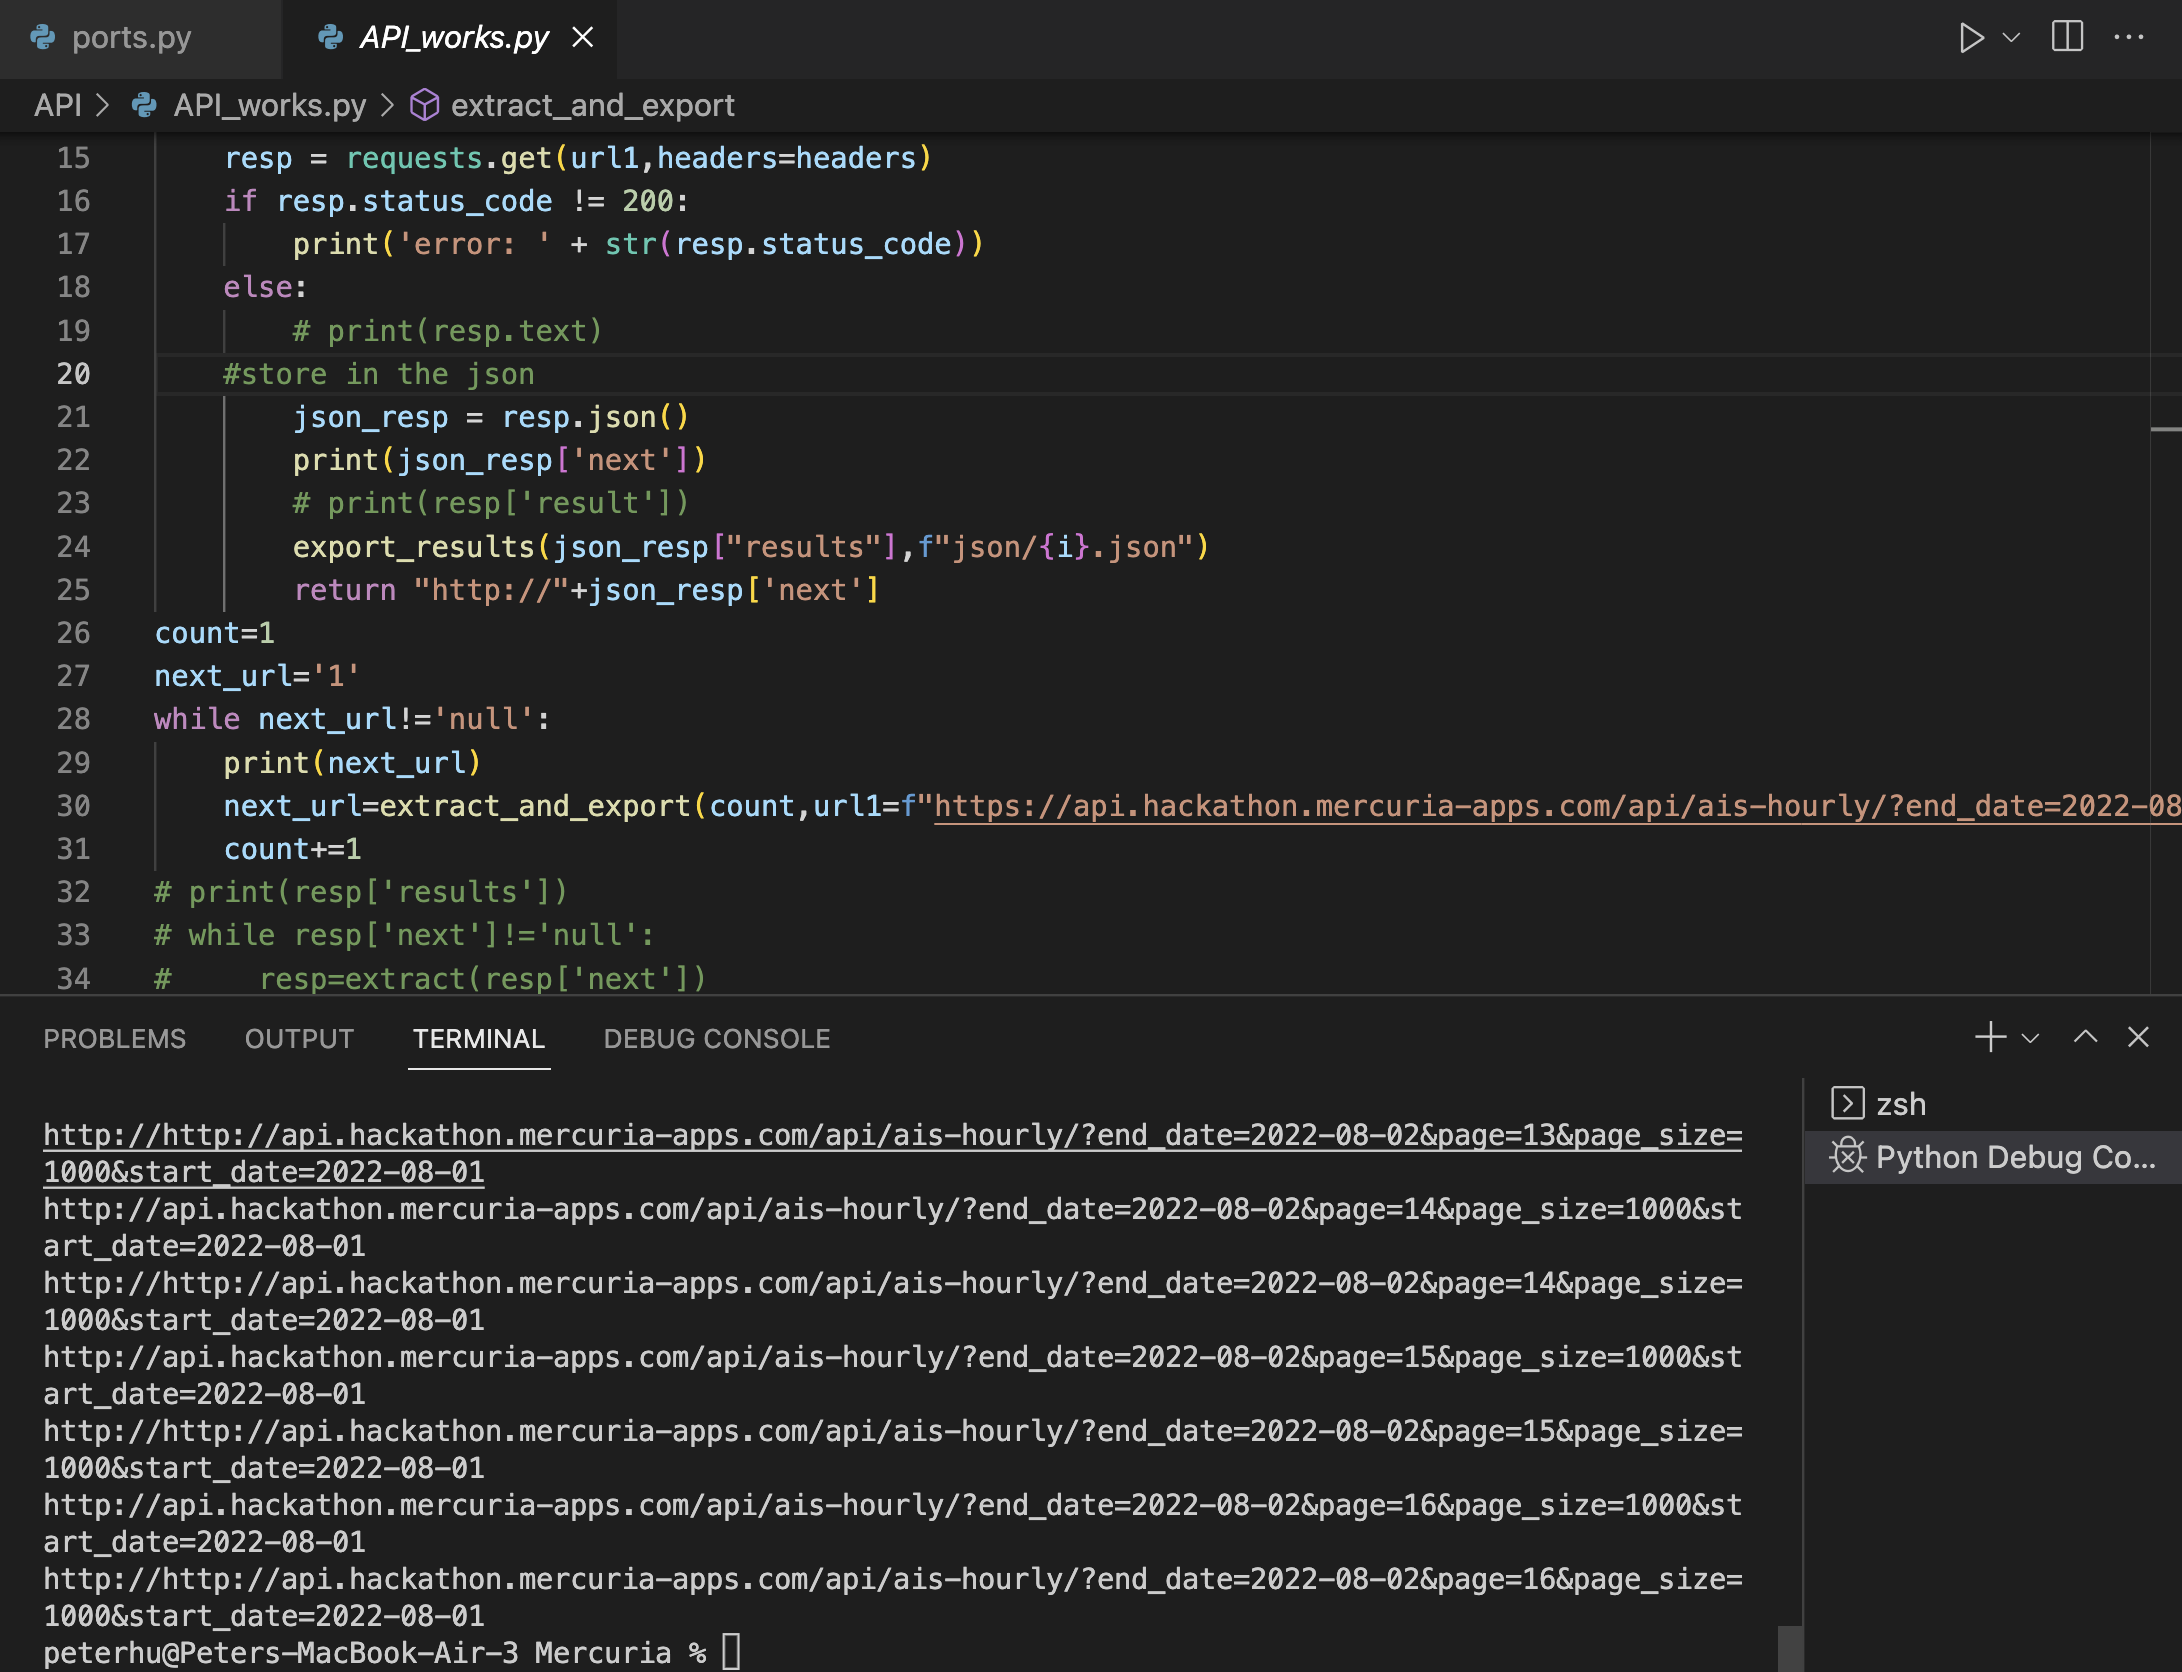 ports.py
API_works.py
API > API_works.py > extract_and_export
15 resp = requests.get(url1,headers=headers)
16 if resp.status_code != 200:
17 print('error: ' + str(resp.status_code))
18 else:
19 # print(resp.text)
20 #store in the json
21 json_resp = resp.json()
22 print(json_resp['next'])
23 # print(resp['result'])
24 export_results(json_resp["results"],f"json/{i}.json")
25 return "http://"+json_resp['next']
26 count=1
27 next_url='1'
28 while next_url!='null':
29 print(next_url)
30 next_url=extract_and_export(count,url1=f"https://api.hackathon.mercuria-apps.com/api/ais-hourly/?end_date=2022-08
31 count+=1
32 # print(resp['results'])
33 # while resp['next']!='null':
34 #     resp=extract(resp['next'])
PROBLEMS OUTPUT TERMINAL DEBUG CONSOLE
http://http://api.hackathon.mercuria-apps.com/api/ais-hourly/?end_date=2022-08-02&page=13&page_size=
1000&start_date=2022-08-01
http://api.hackathon.mercuria-apps.com/api/ais-hourly/?end_date=2022-08-02&page=14&page_size=1000&st
art_date=2022-08-01
http://http://api.hackathon.mercuria-apps.com/api/ais-hourly/?end_date=2022-08-02&page=14&page_size=
1000&start_date=2022-08-01
http://api.hackathon.mercuria-apps.com/api/ais-hourly/?end_date=2022-08-02&page=15&page_size=1000&st
art_date=2022-08-01
http://http://api.hackathon.mercuria-apps.com/api/ais-hourly/?end_date=2022-08-02&page=15&page_size=
1000&start_date=2022-08-01
http://api.hackathon.mercuria-apps.com/api/ais-hourly/?end_date=2022-08-02&page=16&page_size=1000&st
art_date=2022-08-01
http://http://api.hackathon.mercuria-apps.com/api/ais-hourly/?end_date=2022-08-02&page=16&page_size=
1000&start_date=2022-08-01
peterhu@Peters-MacBook-Air-3 Mercuria %
zsh
Python Debug Co...